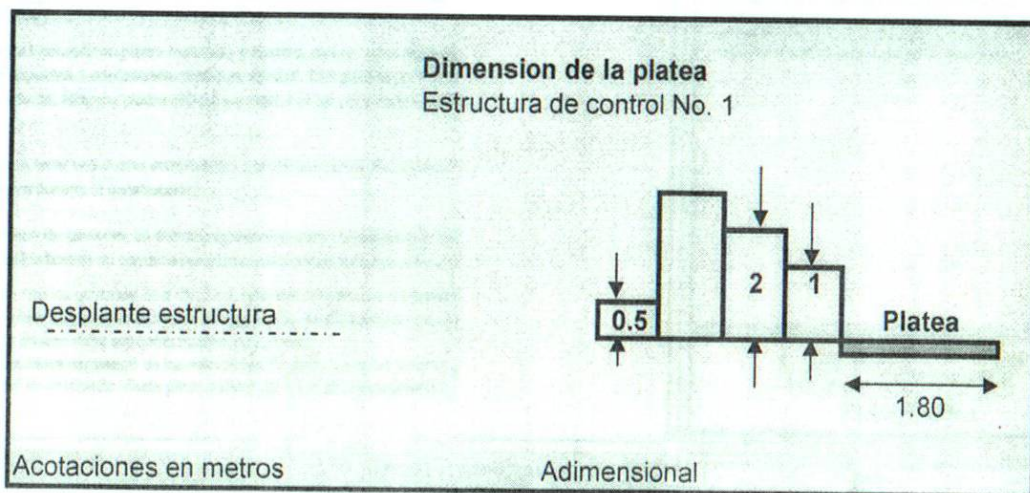 Dimension de la platea
Estructura de control No. 1
2
1
0.5
Desplante estructura
Platea
1.80
Acotaciones en metros
Adimensional